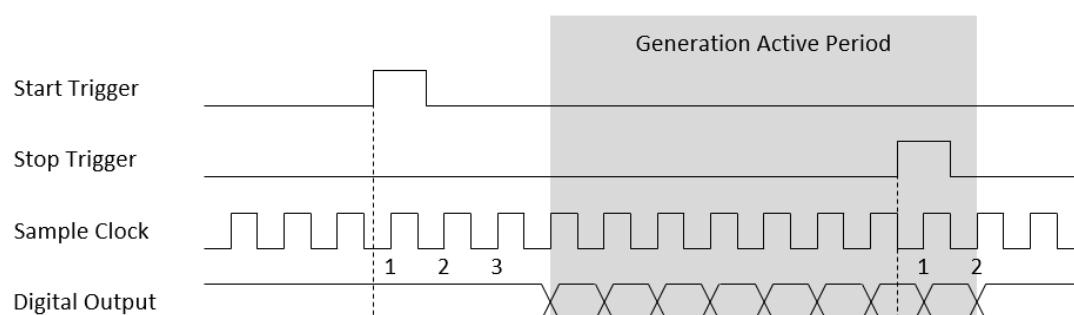 Generation Active Period
Start Trigger
Stop Trigger
Sample Clock
1 2 3 1 2
Digital Output